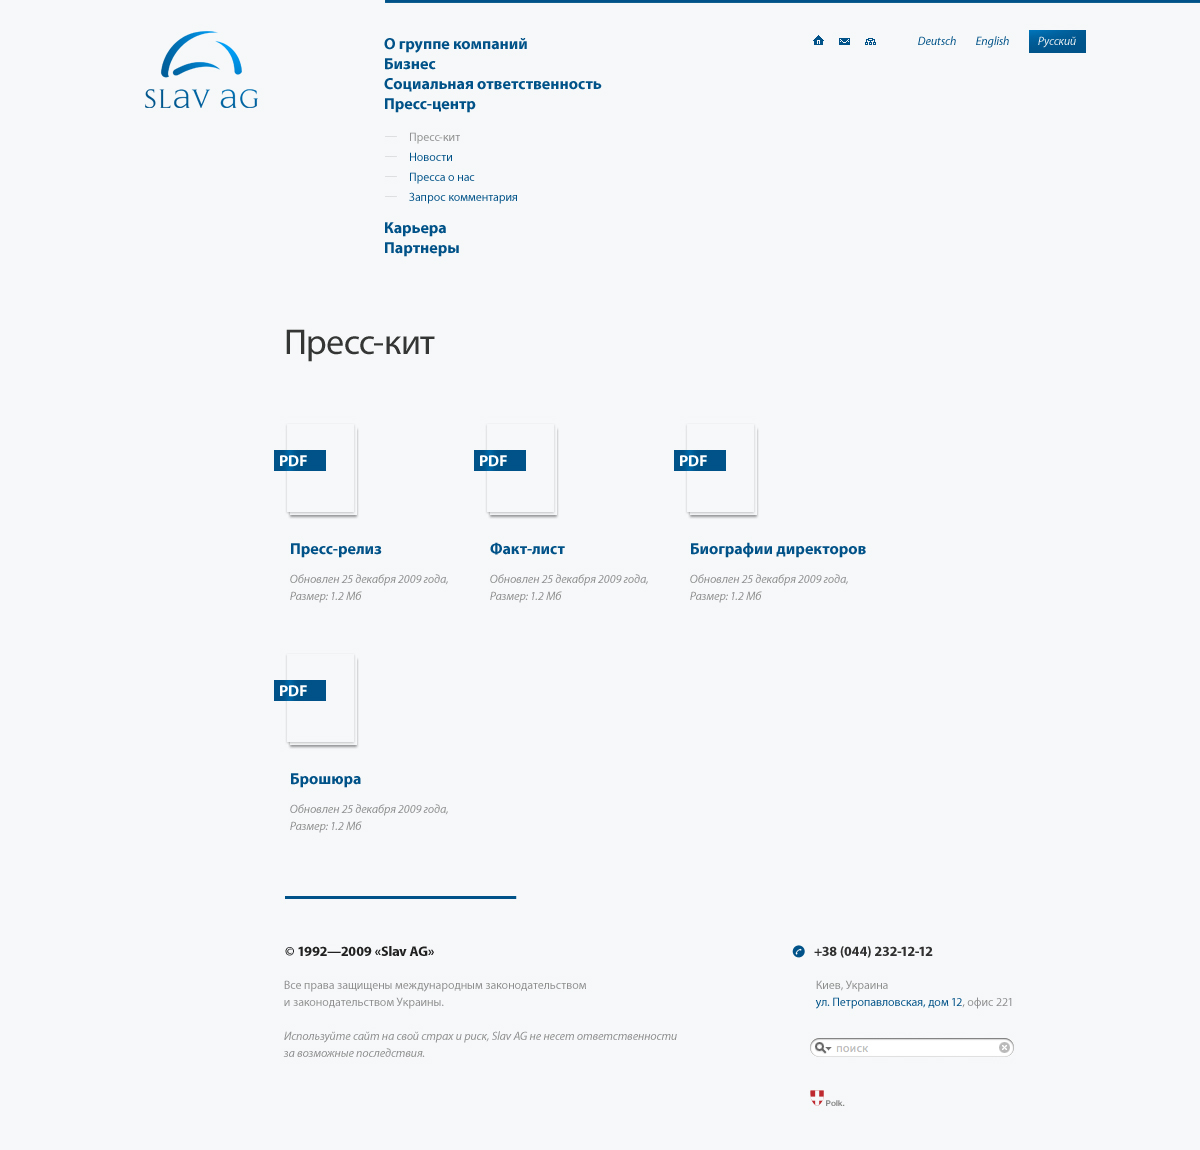 SLAV AG
О группе компаний
Бизнес
Социальная ответственность
Пресс-центр
Пресс-кит
Новости
Пресса о нас
Запрос комментария
Карьера
Партнеры
Deutsch English Русский
Пресс-кит
PDF PDF PDF
Пресс-релиз Факт-лист Биографии директоров
Обновлен 25 декабря 2009 года, Обновлен 25 декабря 2009 года, Обновлен 25 декабря 2009 года,
Размер: 1.2 Мб Размер: 1.2 Мб Размер: 1.2 Мб
PDF
Брошюра
Обновлен 25 декабря 2009 года,
Размер: 1.2 Мб
© 1992—2009 «Slav AG»
Все права защищены международным законодательством
и законодательством Украины.
Используйте сайт на свой страх и риск, Slav AG не несет ответственности
за возможные последствия.
+38 (044) 232-12-12
Киев, Украина
ул. Петропавловская, дом 12, офис 221
поиск
Polk.